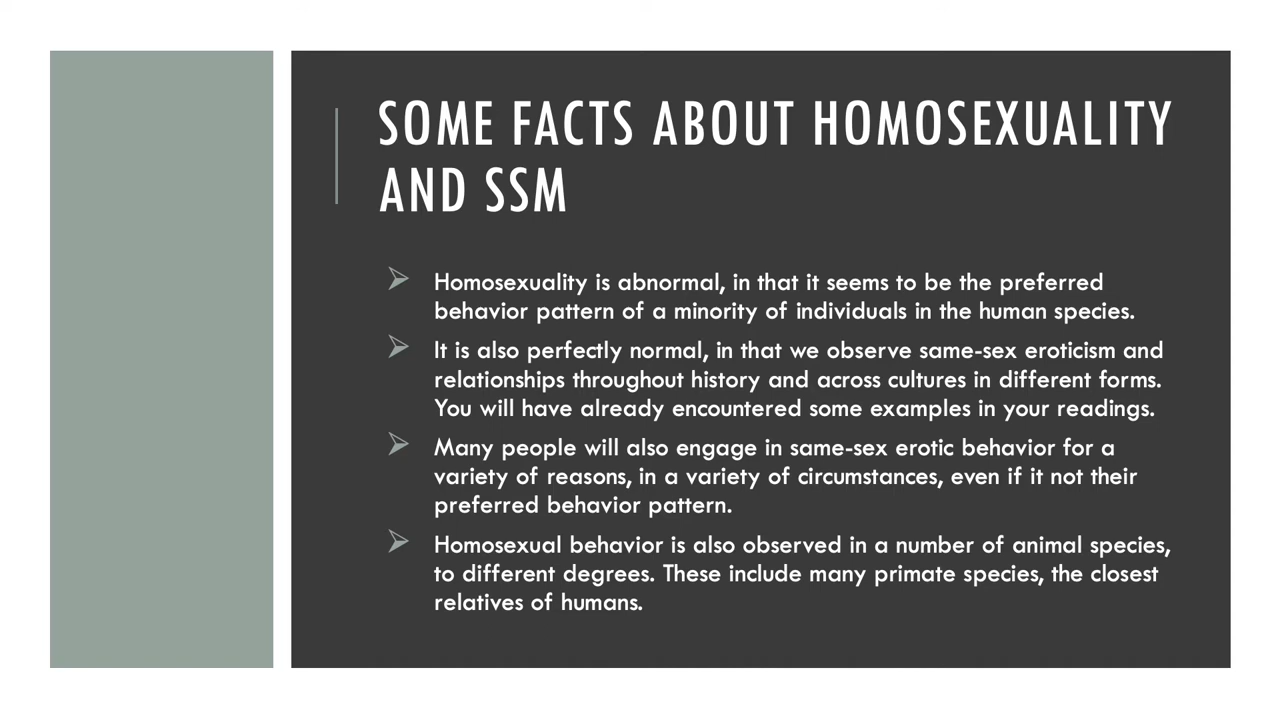 SOME FACTS ABOUT HOMOSEXUALITY
AND SSM
Homosexuality is abnormal, in that it seems to be the preferred
behavior pattern of a minority of individuals in the human species.
It is also perfectly normal, in that we observe same-sex eroticism and
relationships throughout history and across cultures in different forms.
You will have already encountered some examples in your readings.
Many people will also engage in same-sex erotic behavior for a
variety of reasons, in a variety of circumstances, even if it not their
preferred behavior pattern.
Homosexual behavior is also observed in a number of animal species,
to different degrees. These include many primate species, the closest
relatives of humans.